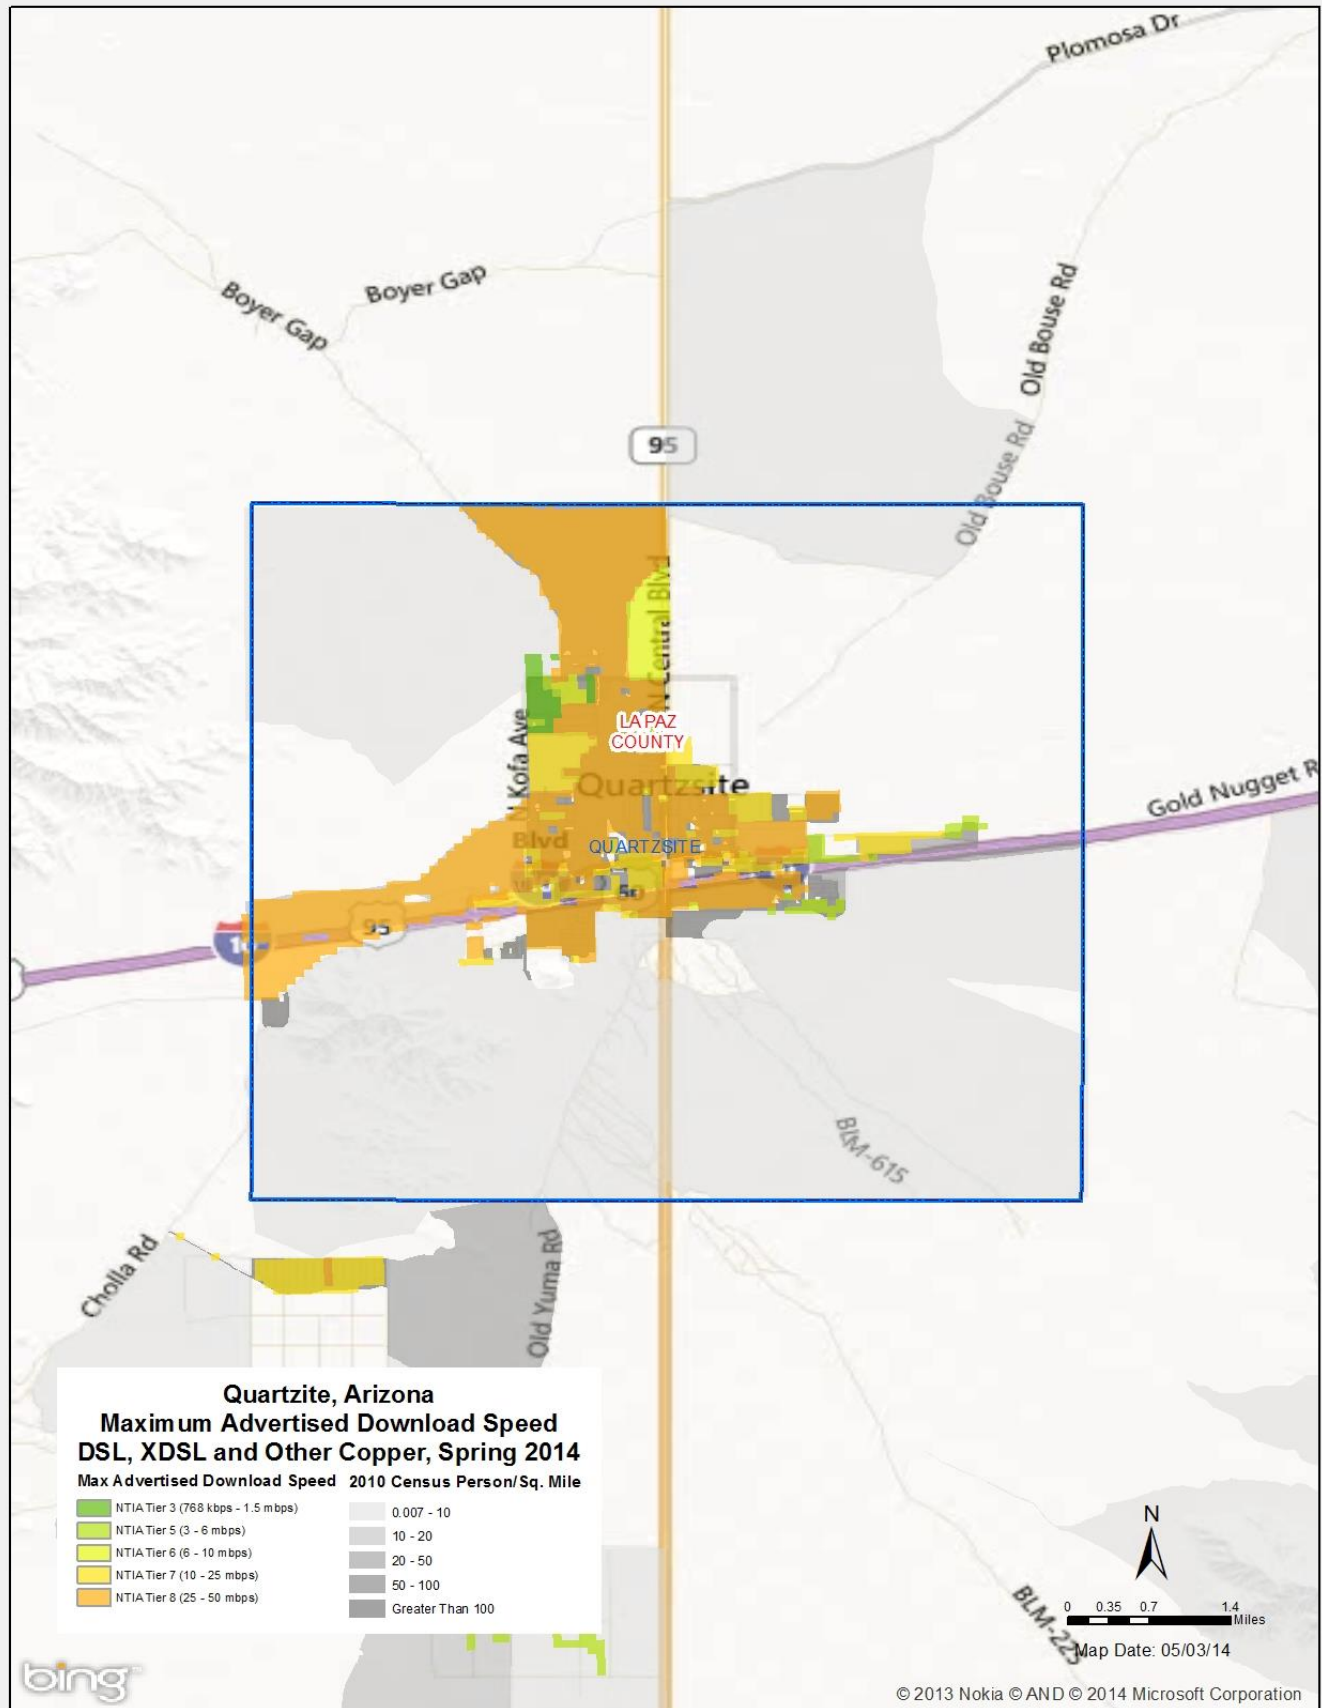 Plomosa Dr
Boyer Gap
Boyer Gap
Old Bouse Rd
95
Old Bouse Rd
N Central Blvd
N Kofa Ave
LA PAZ
COUNTY
Quartzsite
Gold Nugget R
Blvd
QUARTZSITE
95
BLM-615
Cholla Rd
Old Yuma Rd
Quartzite, Arizona
Maximum Advertised Download Speed
DSL, XDSL and Other Copper, Spring 2014
Max Advertised Download Speed
NTIA Tier 3 (768 kbps - 1.5 mbps)
NTIA Tier 5 (3 - 6 mbps)
NTIA Tier 6 (6 - 10 mbps)
NTIA Tier 7 (10 - 25 mbps)
NTIA Tier 8 (25 - 50 mbps)
2010 Census Person/Sq. Mile
0.007 - 10
10 - 20
20 - 50
50 - 100
Greater Than 100
N
0 0.35 0.7 1.4
Miles
BLM-225
Map Date: 05/03/14
bing
© 2013 Nokia © AND © 2014 Microsoft Corporation